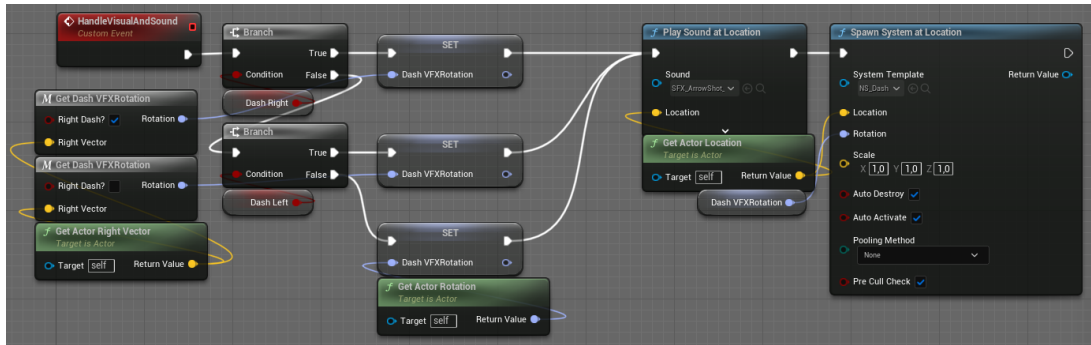 HandleVisualAndSound
Custom Event
Branch
True
Condition
False
Dash Right
SET
Dash VFXRotation
M Get Dash VFXRotation
Right Dash?
Rotation
Right Vector
M Get Dash VFXRotation
Right Dash?
Rotation
Right Vector
f Get Actor Right Vector
Target is Actor
Target self
Return Value
Branch
True
Condition
False
Dash Left
SET
Dash VFXRotation
SET
Dash VFXRotation
f Get Actor Rotation
Target is Actor
Target self
Return Value
f Play Sound at Location
Sound
SFX_ArrowShot_
Location
f Get Actor Location
Target is Actor
Target self
Return Value
Dash VFXRotation
f Spawn System at Location
System Template
Return Value
NS_Dash
Location
Rotation
Scale
X 1,0 Y 1,0 Z 1,0
Auto Destroy
Auto Activate
Pooling Method
None
Pre Cull Check